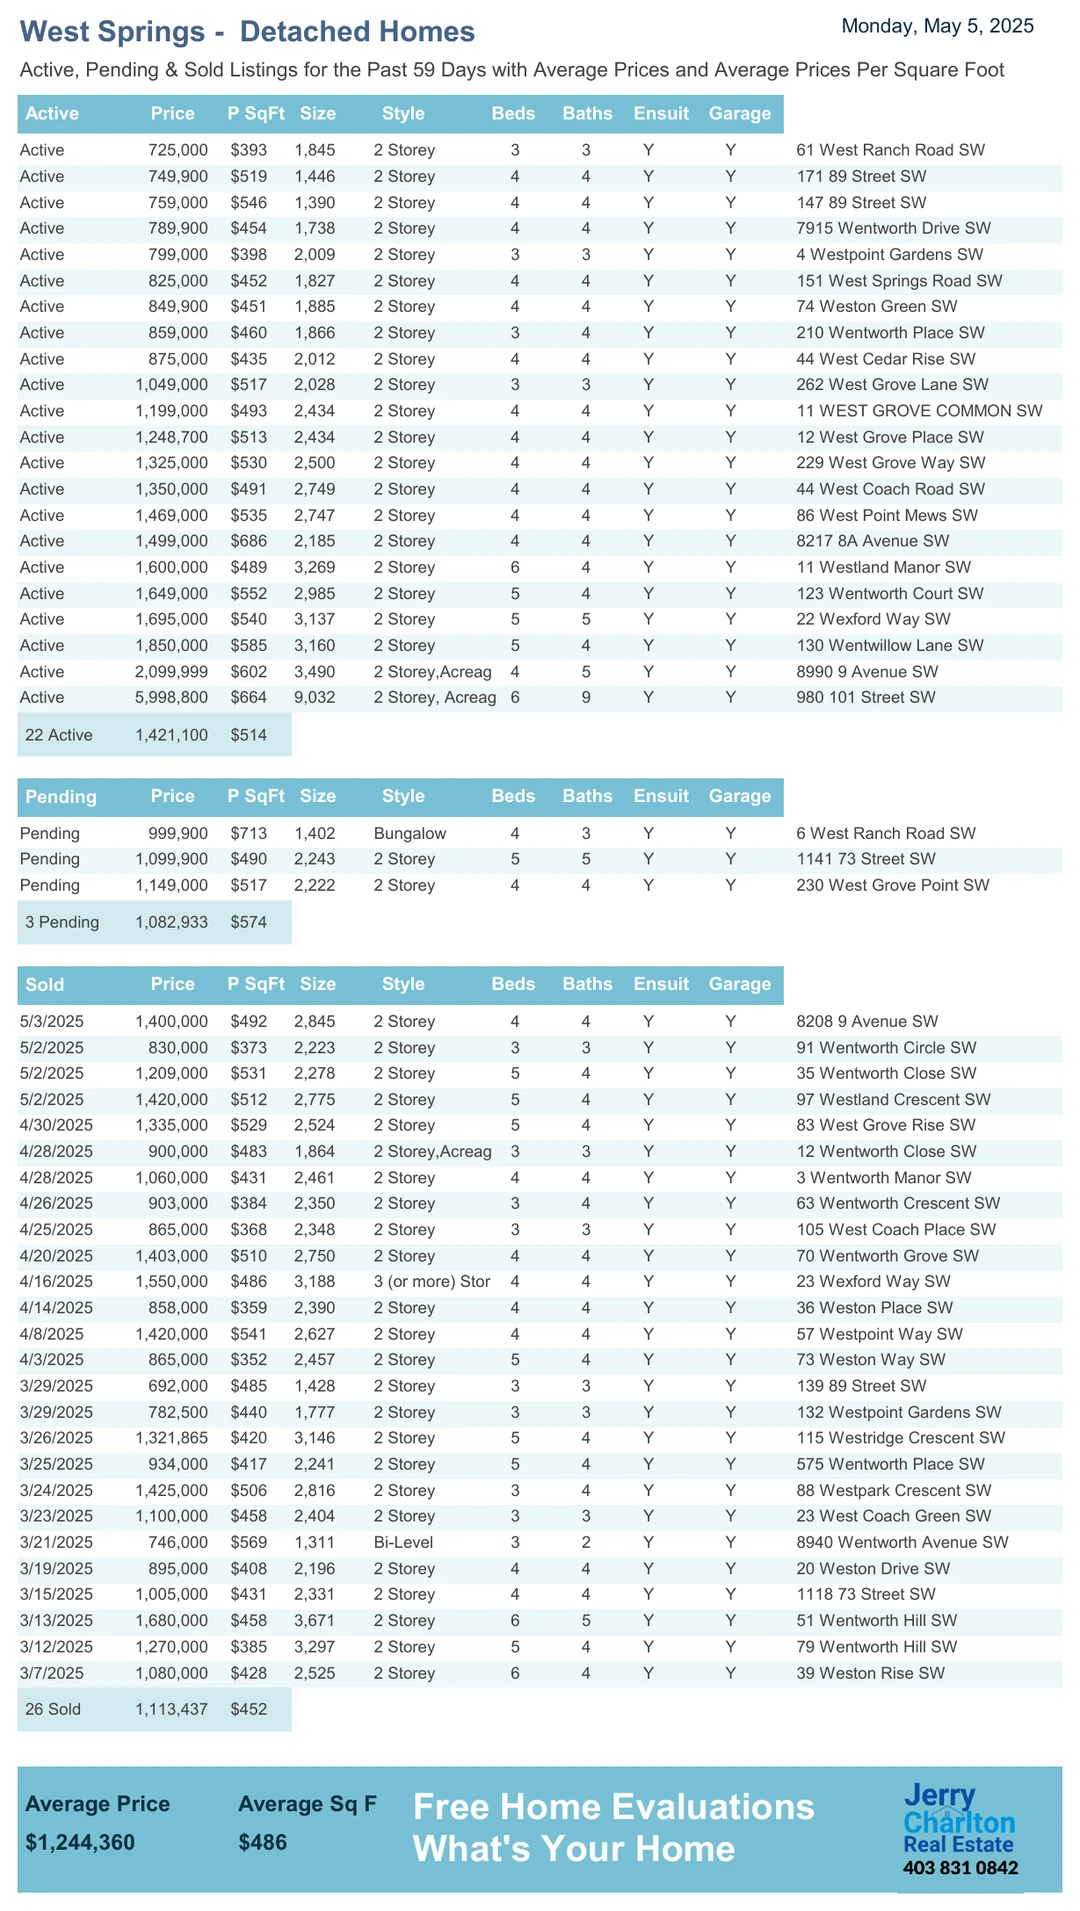 West Springs -  Detached Homes
Monday, May 5, 2025
Active, Pending & Sold Listings for the Past 59 Days with Average Prices and Average Prices Per Square Foot
Active Price P SqFt Size Style Beds Baths Ensuit Garage
Active 725,000 $393 1,845 2 Storey 3 3 Y Y 61 West Ranch Road SW
Active 749,900 $519 1,446 2 Storey 4 4 Y Y 171 89 Street SW
Active 759,000 $546 1,390 2 Storey 4 4 Y Y 147 89 Street SW
Active 789,900 $454 1,738 2 Storey 4 4 Y Y 7915 Wentworth Drive SW
Active 799,000 $398 2,009 2 Storey 3 3 Y Y 4 Westpoint Gardens SW
Active 825,000 $452 1,827 2 Storey 4 4 Y Y 151 West Springs Road SW
Active 849,900 $451 1,885 2 Storey 4 4 Y Y 74 Weston Green SW
Active 859,000 $460 1,866 2 Storey 3 4 Y Y 210 Wentworth Place SW
Active 875,000 $435 2,012 2 Storey 4 4 Y Y 44 West Cedar Rise SW
Active 1,049,000 $517 2,028 2 Storey 3 3 Y Y 262 West Grove Lane SW
Active 1,199,000 $493 2,434 2 Storey 4 4 Y Y 11 WEST GROVE COMMON SW
Active 1,248,700 $513 2,434 2 Storey 4 4 Y Y 12 West Grove Place SW
Active 1,325,000 $530 2,500 2 Storey 4 4 Y Y 229 West Grove Way SW
Active 1,350,000 $491 2,749 2 Storey 4 4 Y Y 44 West Coach Road SW
Active 1,469,000 $535 2,747 2 Storey 4 4 Y Y 86 West Point Mews SW
Active 1,499,000 $686 2,185 2 Storey 4 4 Y Y 8217 8A Avenue SW
Active 1,600,000 $489 3,269 2 Storey 6 4 Y Y 11 Westland Manor SW
Active 1,649,000 $552 2,985 2 Storey 5 4 Y Y 123 Wentworth Court SW
Active 1,695,000 $540 3,137 2 Storey 5 5 Y Y 22 Wexford Way SW
Active 1,850,000 $585 3,160 2 Storey 5 4 Y Y 130 Wentwillow Lane SW
Active 2,099,999 $602 3,490 2 Storey,Acreag 4 5 Y Y 8990 9 Avenue SW
Active 5,998,800 $664 9,032 2 Storey, Acreag 6 9 Y Y 980 101 Street SW
22 Active 1,421,100 $514
Pending Price P SqFt Size Style Beds Baths Ensuit Garage
Pending 999,900 $713 1,402 Bungalow 4 3 Y Y 6 West Ranch Road SW
Pending 1,099,900 $490 2,243 2 Storey 5 5 Y Y 1141 73 Street SW
Pending 1,149,000 $517 2,222 2 Storey 4 4 Y Y 230 West Grove Point SW
3 Pending 1,082,933 $574
Sold Price P SqFt Size Style Beds Baths Ensuit Garage
5/3/2025 1,400,000 $492 2,845 2 Storey 4 4 Y Y 8208 9 Avenue SW
5/2/2025 830,000 $373 2,223 2 Storey 3 3 Y Y 91 Wentworth Circle SW
5/2/2025 1,209,000 $531 2,278 2 Storey 5 4 Y Y 35 Wentworth Close SW
5/2/2025 1,420,000 $512 2,775 2 Storey 5 4 Y Y 97 Westland Crescent SW
4/30/2025 1,335,000 $529 2,524 2 Storey 5 4 Y Y 83 West Grove Rise SW
4/28/2025 900,000 $483 1,864 2 Storey,Acreag 3 3 Y Y 12 Wentworth Close SW
4/28/2025 1,060,000 $431 2,461 2 Storey 4 4 Y Y 3 Wentworth Manor SW
4/26/2025 903,000 $384 2,350 2 Storey 3 4 Y Y 63 Wentworth Crescent SW
4/25/2025 865,000 $368 2,348 2 Storey 3 3 Y Y 105 West Coach Place SW
4/20/2025 1,403,000 $510 2,750 2 Storey 4 4 Y Y 70 Wentworth Grove SW
4/16/2025 1,550,000 $486 3,188 3 (or more) Stor 4 4 Y Y 23 Wexford Way SW
4/14/2025 858,000 $359 2,390 2 Storey 4 4 Y Y 36 Weston Place SW
4/8/2025 1,420,000 $541 2,627 2 Storey 4 4 Y Y 57 Westpoint Way SW
4/3/2025 865,000 $352 2,457 2 Storey 5 4 Y Y 73 Weston Way SW
3/29/2025 692,000 $485 1,428 2 Storey 3 3 Y Y 139 89 Street SW
3/29/2025 782,500 $440 1,777 2 Storey 3 3 Y Y 132 Westpoint Gardens SW
3/26/2025 1,321,865 $420 3,146 2 Storey 5 4 Y Y 115 Westridge Crescent SW
3/25/2025 934,000 $417 2,241 2 Storey 5 4 Y Y 575 Wentworth Place SW
3/24/2025 1,425,000 $506 2,816 2 Storey 3 4 Y Y 88 Westpark Crescent SW
3/23/2025 1,100,000 $458 2,404 2 Storey 3 3 Y Y 23 West Coach Green SW
3/21/2025 746,000 $569 1,311 Bi-Level 3 2 Y Y 8940 Wentworth Avenue SW
3/19/2025 895,000 $408 2,196 2 Storey 4 4 Y Y 20 Weston Drive SW
3/15/2025 1,005,000 $431 2,331 2 Storey 4 4 Y Y 1118 73 Street SW
3/13/2025 1,680,000 $458 3,671 2 Storey 6 5 Y Y 51 Wentworth Hill SW
3/12/2025 1,270,000 $385 3,297 2 Storey 5 4 Y Y 79 Wentworth Hill SW
3/7/2025 1,080,000 $428 2,525 2 Storey 6 4 Y Y 39 Weston Rise SW
26 Sold 1,113,437 $452
Average Price Average Sq F
$1,244,360 $486
Free Home Evaluations
What's Your Home
Jerry
Charlton
Real Estate
403 831 0842